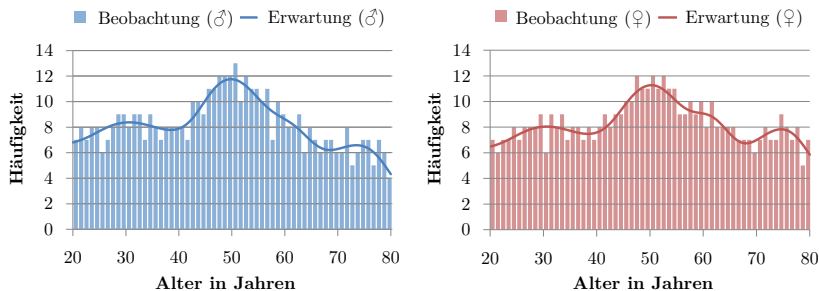 Beobachtung (♂) Erwartung (♂)
14
12
10
8
6
4
2
0
Häufigkeit
20 30 40 50 60 70 80
Alter in Jahren
Beobachtung (♀) Erwartung (♀)
14
12
10
8
6
4
2
0
Häufigkeit
20 30 40 50 60 70 80
Alter in Jahren